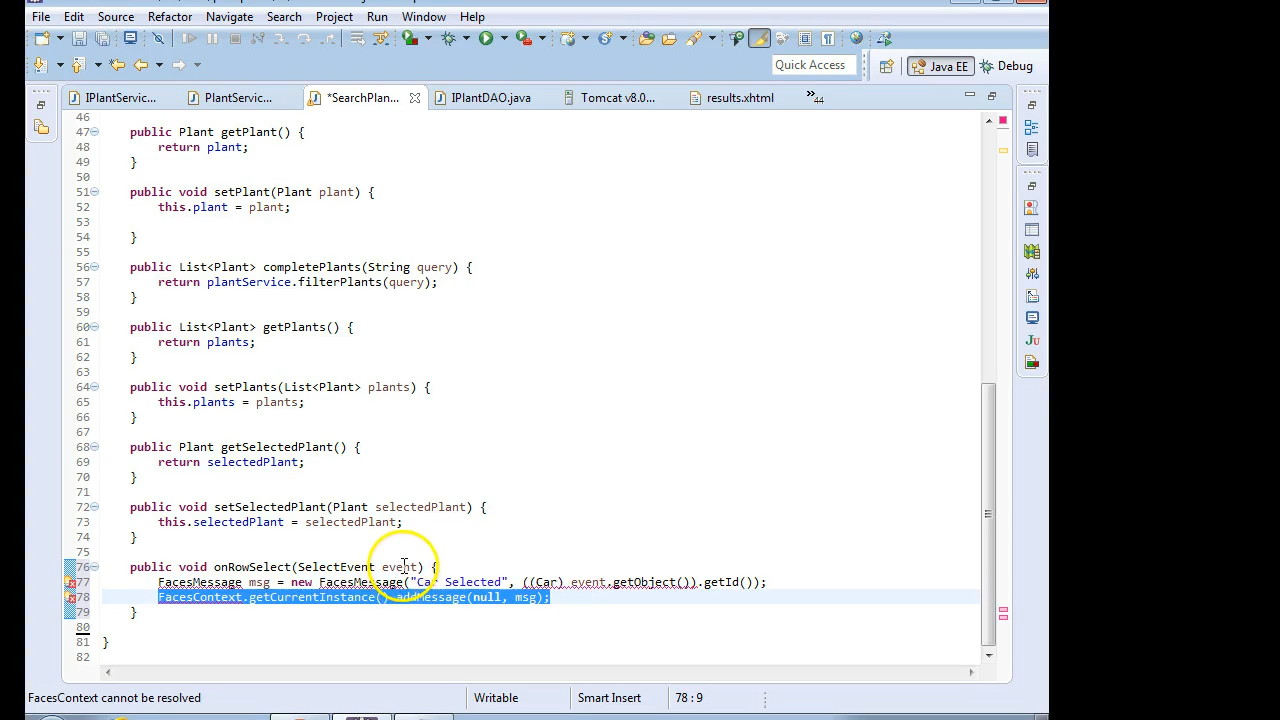 File Edit Source Refactor Navigate Search Project Run Window Help
Quick Access
Java EE
Debug
IPlantServic...
PlantServic...
*SearchPlan...
IPlantDAO.java
Tomcat v8.0...
results.xhtml
44
46
47 public Plant getPlant() {
48 return plant;
49 }
50
51 public void setPlant(Plant plant) {
52 this.plant = plant;
53
54 }
55
56 public List<Plant> completePlants(String query) {
57 return plantService.filterPlants(query);
58 }
59
60 public List<Plant> getPlants() {
61 return plants;
62 }
63
64 public void setPlants(List<Plant> plants) {
65 this.plants = plants;
66 }
67
68 public Plant getSelectedPlant() {
69 return selectedPlant;
70 }
71
72 public void setSelectedPlant(Plant selectedPlant) {
73 this.selectedPlant = selectedPlant;
74 }
75
76 public void onRowSelect(SelectEvent event) {
77 FacesMessage msg = new FacesMessage("Car Selected", ((Car) event.getObject()).getId());
78 FacesContext.getCurrentInstance().addMessage(null, msg);
79 }
80
81 }
82
FacesContext cannot be resolved
Writable
Smart Insert
78 : 9